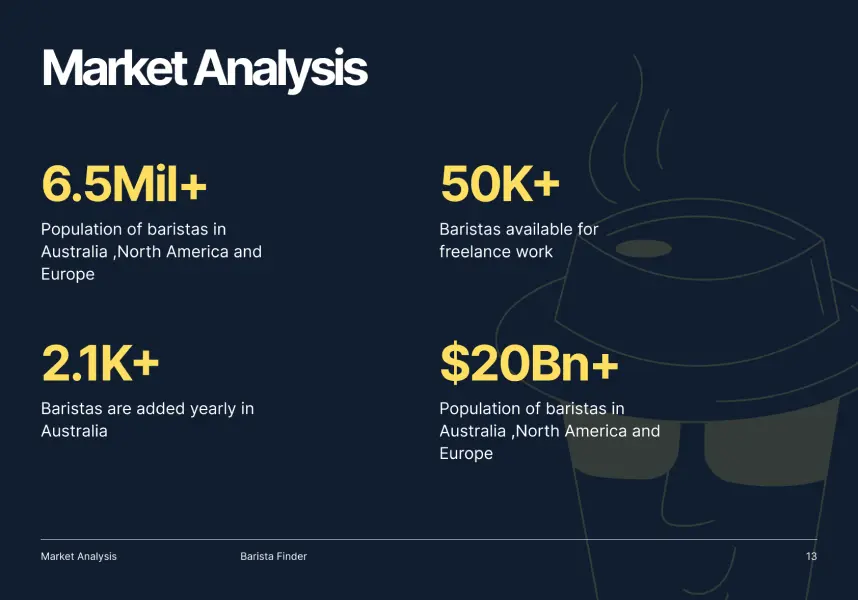 Market Analysis
6.5Mil+
Population of baristas in
Australia ,North America and
Europe
50K+
Baristas available for
freelance work
2.1K+
Baristas are added yearly in
Australia
$20Bn+
Population of baristas in
Australia ,North America and
Europe
Market Analysis
Barista Finder
13